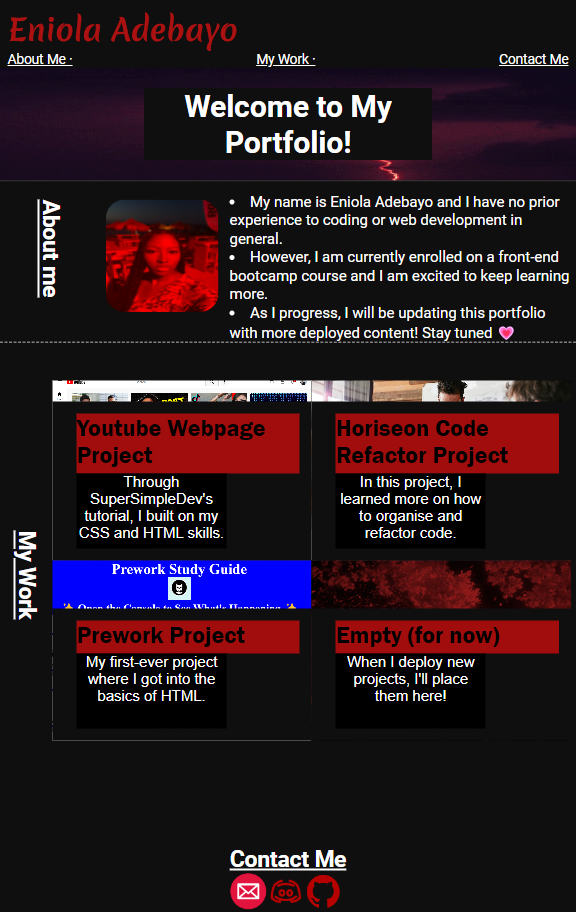 Eniola Adebayo
About Me ·
My Work ·
Contact Me
Welcome to My
Portfolio!
About me
• My name is Eniola Adebayo and I have no prior
experience to coding or web development in
general.
• However, I am currently enrolled on a front-end
bootcamp course and I am excited to keep learning
more.
• As I progress, I will be updating this portfolio
with more deployed content! Stay tuned 💗
My Work
Youtube Webpage
Project
Through
SuperSimpleDev's
tutorial, I built on my
CSS and HTML skills.
Horiseon Code
Refactor Project
In this project, I
learned more on how
to organise and
refactor code.
Prework Study Guide
✨ Open the Console to See What's Happening ✨
Prework Project
My first-ever project
where I got into the
basics of HTML.
Empty (for now)
When I deploy new
projects, I'll place
them here!
Contact Me